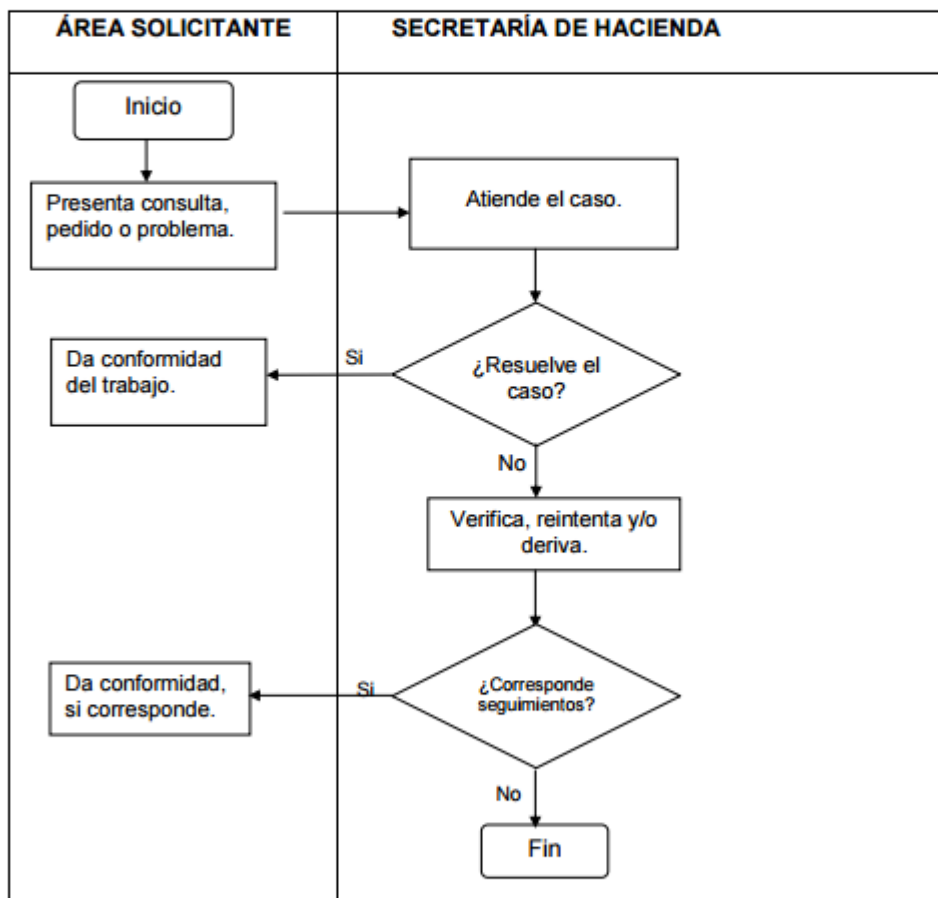 ÁREA SOLICITANTE
SECRETARÍA DE HACIENDA
Inicio
Presenta consulta,
pedido o problema.
Atiende el caso.
¿Resuelve el
caso?
Si
Da conformidad
del trabajo.
No
Verifica, reintenta y/o
deriva.
¿Corresponde
seguimientos?
Si
Da conformidad,
si corresponde.
No
Fin